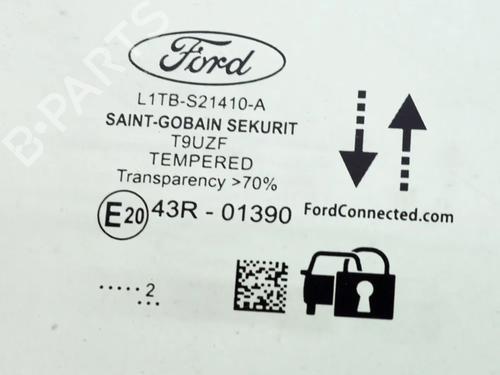 Ford
L1TB-S21410-A
SAINT-GOBAIN SEKURIT
T9UZF
TEMPERED
Transparency >70%
E20 43R - 01390
FordConnected.com
..... 2
B-PARTS